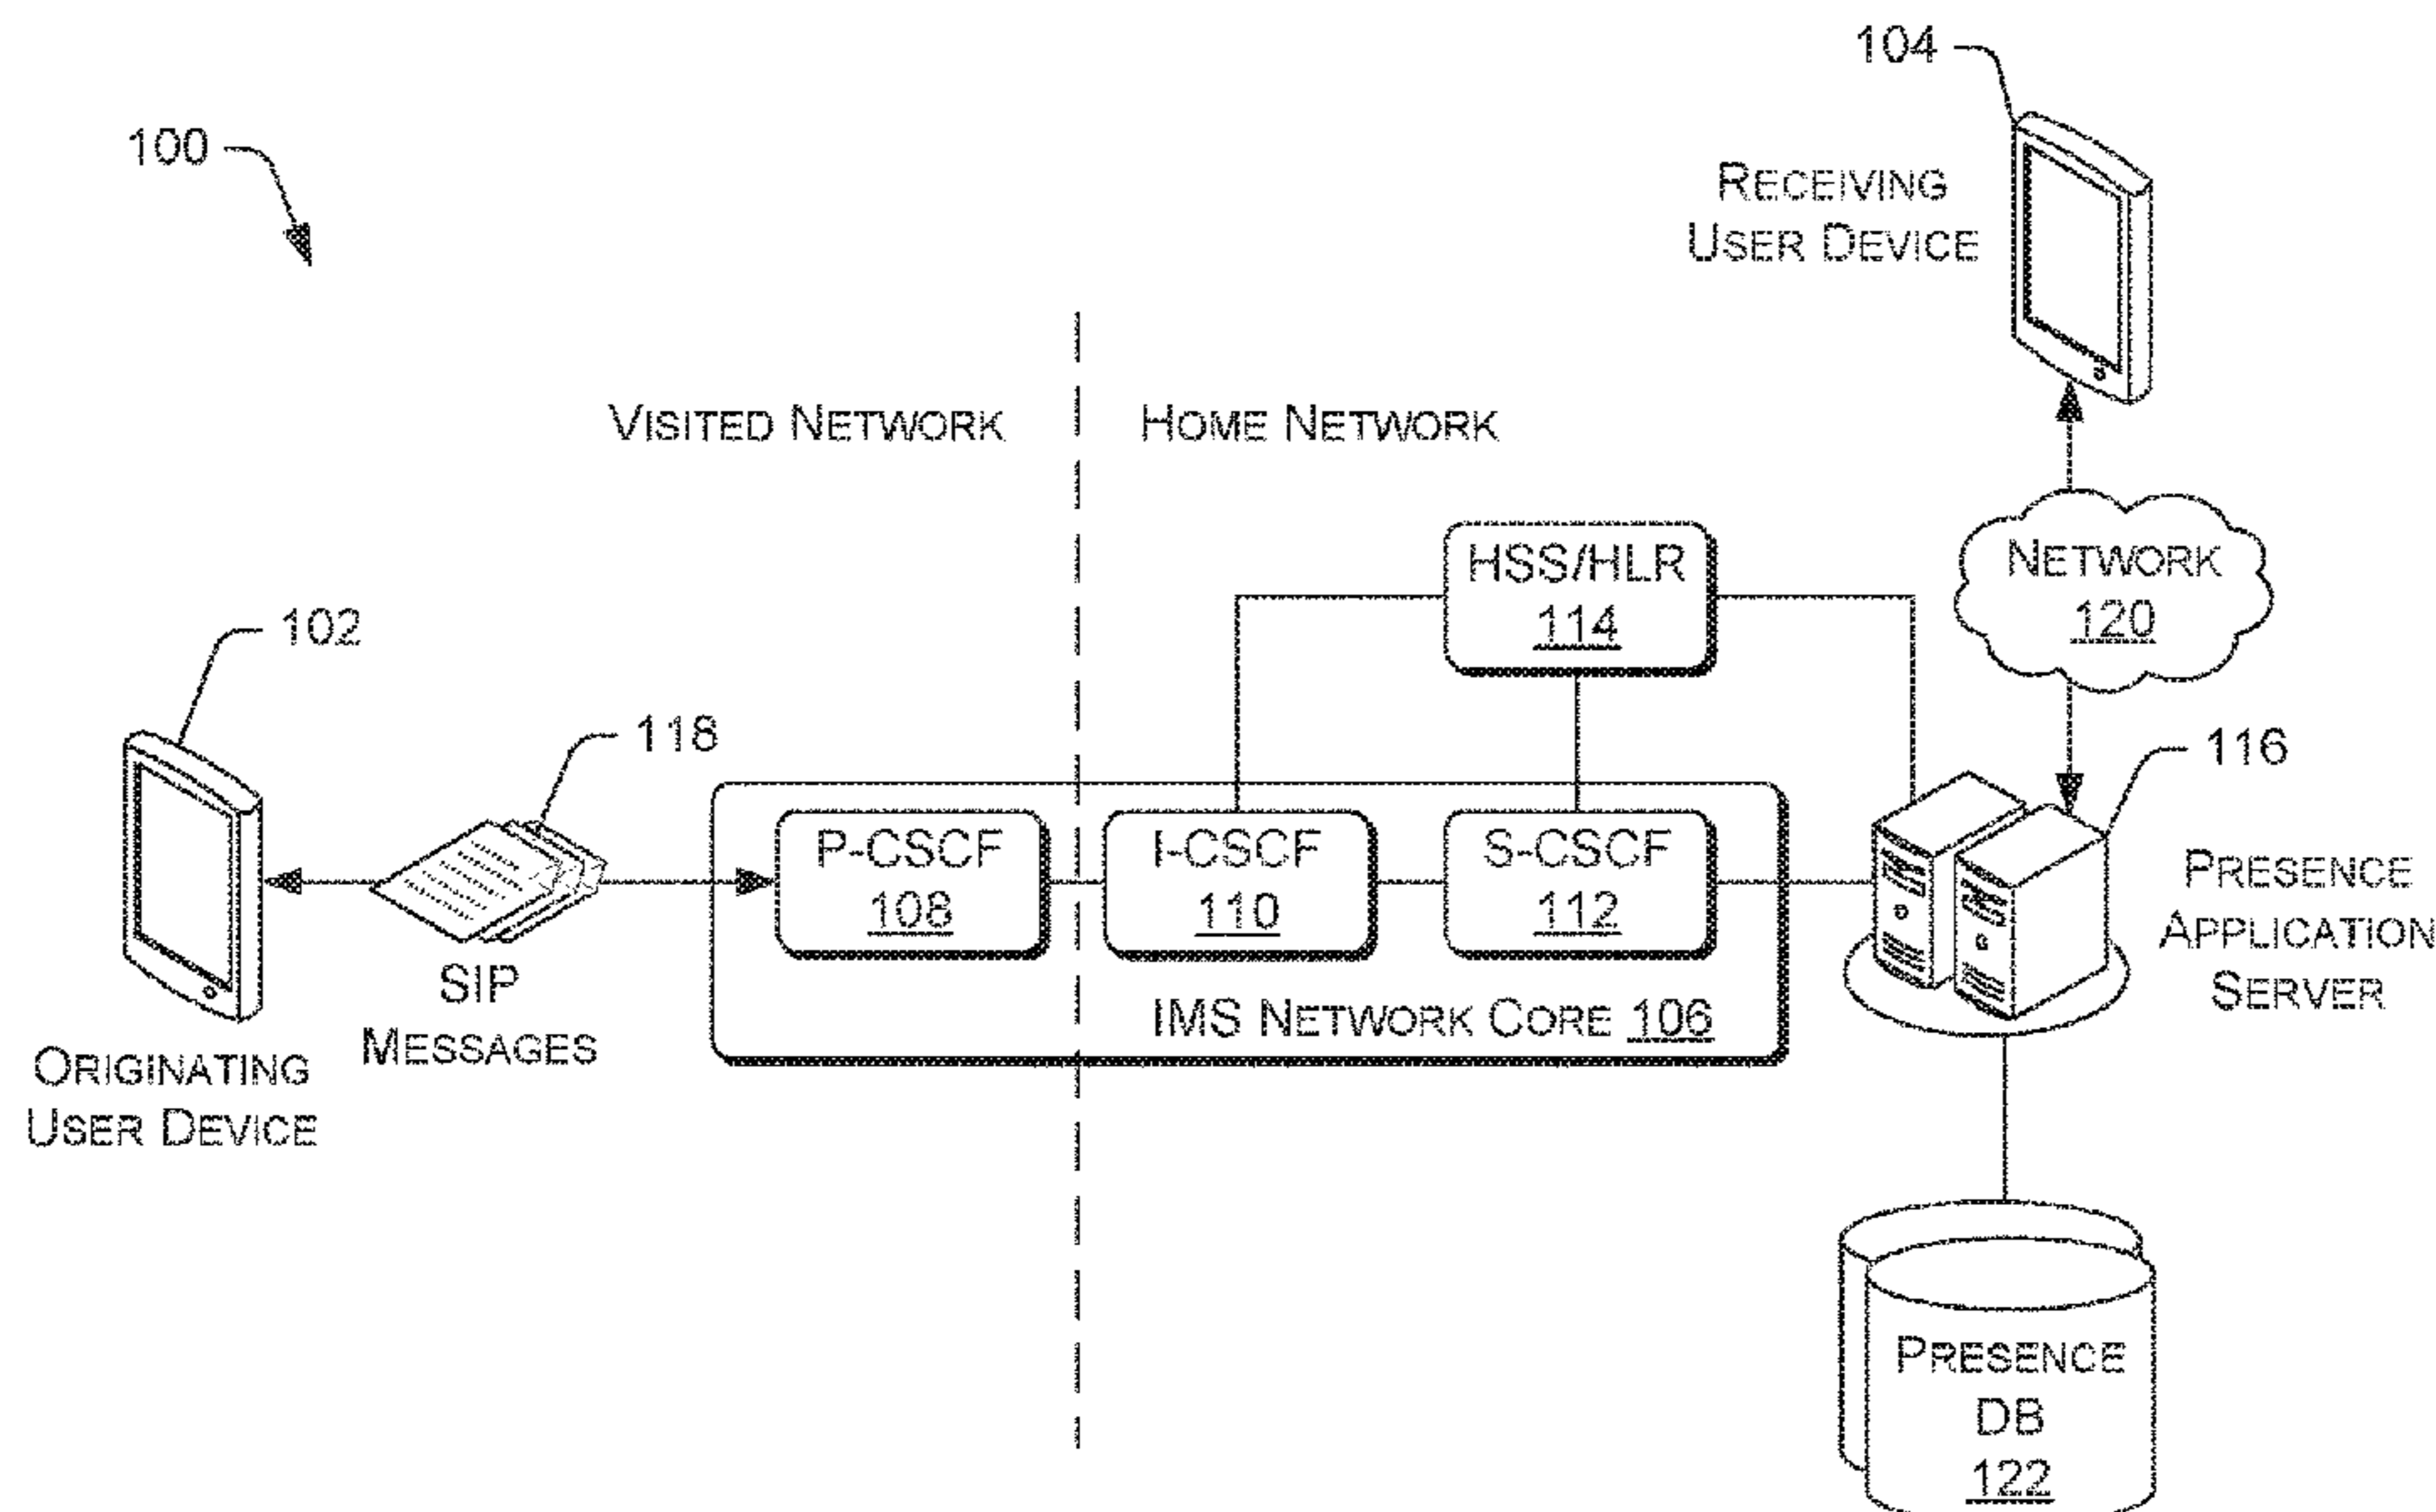 104
100
RECEIVING
USER DEVICE
VISITED NETWORK
HOME NETWORK
HSS/HLR
114
NETWORK
120
102
118
116
P-CSCF
108
I-CSCF
110
S-CSCF
112
PRESENCE
APPLICATION
SERVER
SIP
MESSAGES
IMS NETWORK CORE 106
ORIGINATING
USER DEVICE
PRESENCE
DB
122